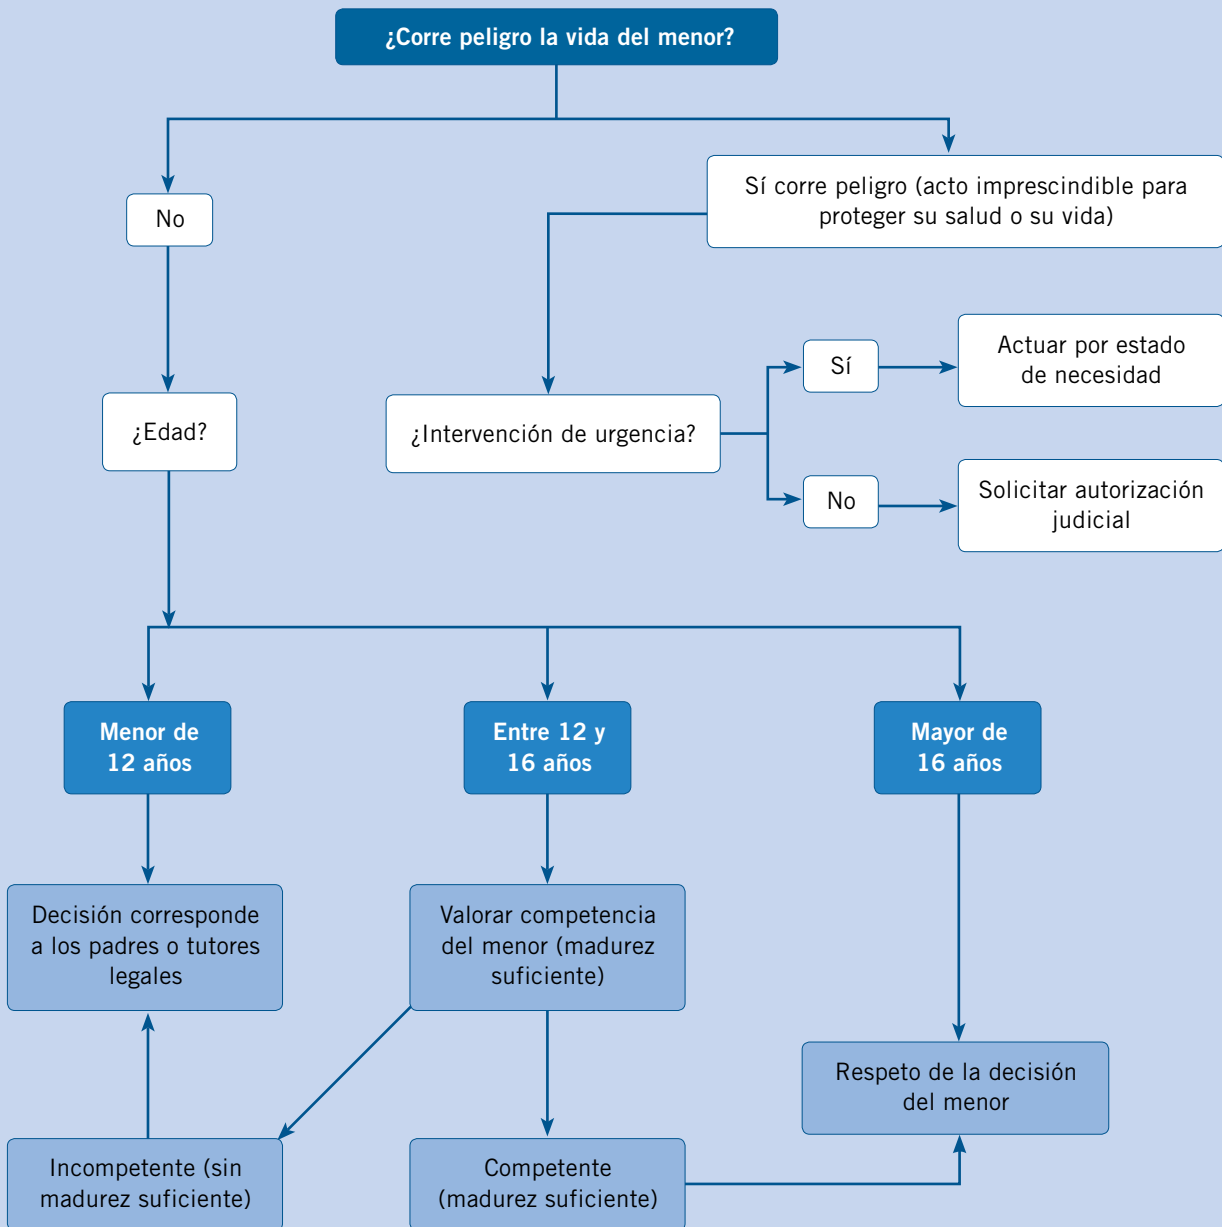 ¿Corre peligro la vida del menor?
No
Sí corre peligro (acto imprescindible para
proteger su salud o su vida)
¿Edad?
¿Intervención de urgencia?
Sí
Actuar por estado
de necesidad
No
Solicitar autorización
judicial
Menor de
12 años
Entre 12 y
16 años
Mayor de
16 años
Decisión corresponde
a los padres o tutores
legales
Valorar competencia
del menor (madurez
suficiente)
Respeto de la decisión
del menor
Incompetente (sin
madurez suficiente)
Competente
(madurez suficiente)